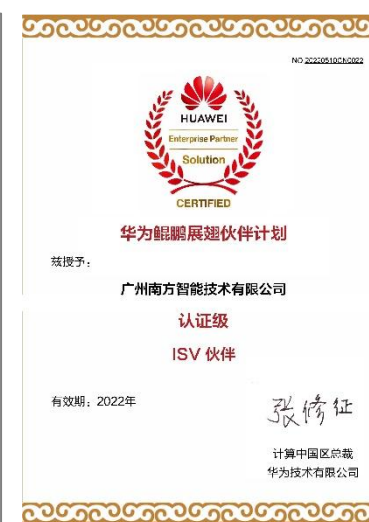 NO.20220510CN0022
HUAWEI
Enterprise Partner
Solution
CERTIFIED
华为鲲鹏展翅伙伴计划
兹授予:
广州南方智能技术有限公司
认证级
ISV 伙伴
有效期:2022年
张修征
计算中国区总裁
华为技术有限公司